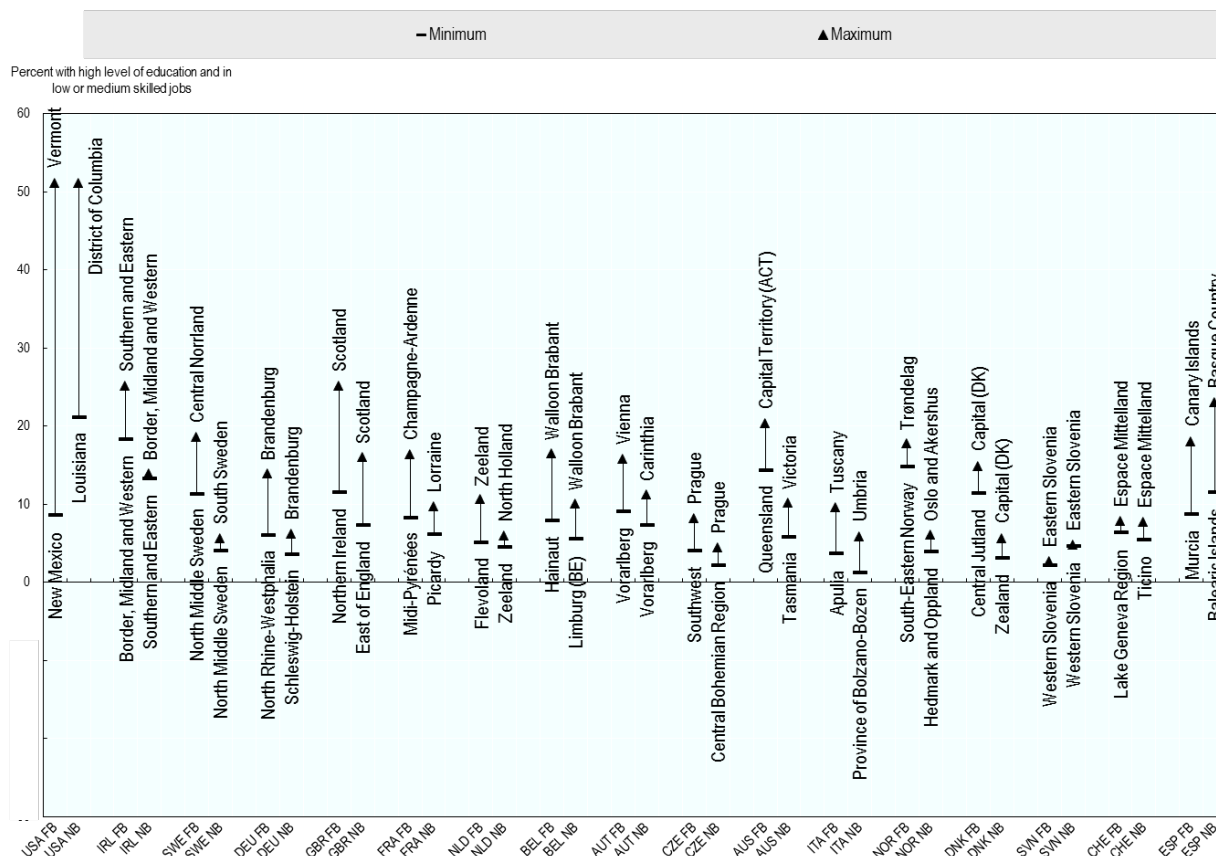 Minimum
Maximum
Percent with high level of education and in
low or medium skilled jobs
60
50
40
30
20
10
0
Vermont
New Mexico
District of Columbia
Louisiana
Southern and Eastern
Border, Midland and Western
Border, Midland and Western
Southern and Eastern
Central Norrland
North Middle Sweden
South Sweden
North Middle Sweden
Brandenburg
North Rhine-Westphalia
Brandenburg
Schleswig-Holstein
Scotland
Northern Ireland
Scotland
East of England
Champagne-Ardenne
Midi-Pyrénées
Lorraine
Picardy
Zeeland
Flevoland
North Holland
Zeeland
Walloon Brabant
Hainaut
Walloon Brabant
Limburg (BE)
Vienna
Vorarlberg
Carinthia
Vorarlberg
Prague
Southwest
Prague
Central Bohemian Region
Capital Territory (ACT)
Queensland
Victoria
Tasmania
Tuscany
Apulia
Umbria
Province of Bolzano-Bozen
Trøndelag
South-Eastern Norway
Oslo and Akershus
Hedmark and Oppland
Capital (DK)
Central Jutland
Capital (DK)
Zealand
Eastern Slovenia
Western Slovenia
Eastern Slovenia
Western Slovenia
Espace Mittelland
Lake Geneva Region
Espace Mittelland
Ticino
Canary Islands
Murcia
Basque Country
Balearic Islands
USA FB
USA NB
IRL FB
IRL NB
SWE FB
SWE NB
DEU FB
DEU NB
GBR FB
GBR NB
FRA FB
FRA NB
NLD FB
NLD NB
BEL FB
BEL NB
AUT FB
AUT NB
CZE FB
CZE NB
AUS FB
AUS NB
ITA FB
ITA NB
NOR FB
NOR NB
DNK FB
DNK NB
SVN FB
SVN NB
CHE FB
CHE NB
ESP FB
ESP NB